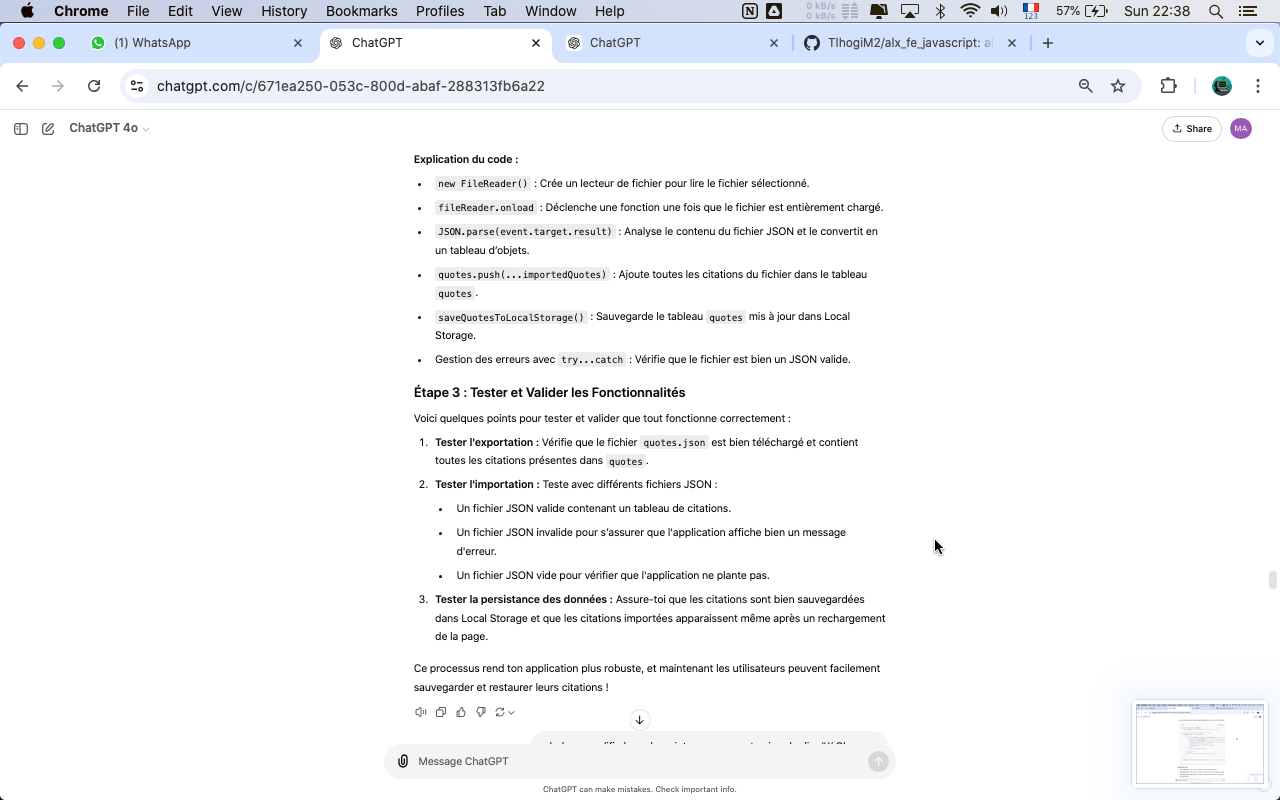 Chrome File Edit View History Bookmarks Profiles Tab Window Help 0 kB/s 0 kB/s 123 57% Sun 22:38
(1) WhatsApp ChatGPT ChatGPT TlhogiM2/alx_fe_javascript: a
chatgpt.com/c/671ea250-053c-800d-abaf-288313fb6a22
ChatGPT 4o Share MA
Explication du code :
new FileReader() : Crée un lecteur de fichier pour lire le fichier sélectionné.
fileReader.onload : Déclenche une fonction une fois que le fichier est entièrement chargé.
JSON.parse(event.target.result) : Analyse le contenu du fichier JSON et le convertit en
un tableau d'objets.
quotes.push(...importedQuotes) : Ajoute toutes les citations du fichier dans le tableau
quotes.
saveQuotesToLocalStorage() : Sauvegarde le tableau quotes mis à jour dans Local
Storage.
Gestion des erreurs avec try...catch : Vérifie que le fichier est bien un JSON valide.
Étape 3 : Tester et Valider les Fonctionnalités
Voici quelques points pour tester et valider que tout fonctionne correctement :
1. Tester l'exportation : Vérifie que le fichier quotes.json est bien téléchargé et contient
toutes les citations présentes dans quotes.
2. Tester l'importation : Teste avec différents fichiers JSON :
Un fichier JSON valide contenant un tableau de citations.
Un fichier JSON invalide pour s'assurer que l'application affiche bien un message
d'erreur.
Un fichier JSON vide pour vérifier que l'application ne plante pas.
3. Tester la persistance des données : Assure-toi que les citations sont bien sauvegardées
dans Local Storage et que les citations importées apparaissent même après un rechargement
de la page.
Ce processus rend ton application plus robuste, et maintenant les utilisateurs peuvent facilement
sauvegarder et restaurer leurs citations !
Message ChatGPT
ChatGPT can make mistakes. Check important info.